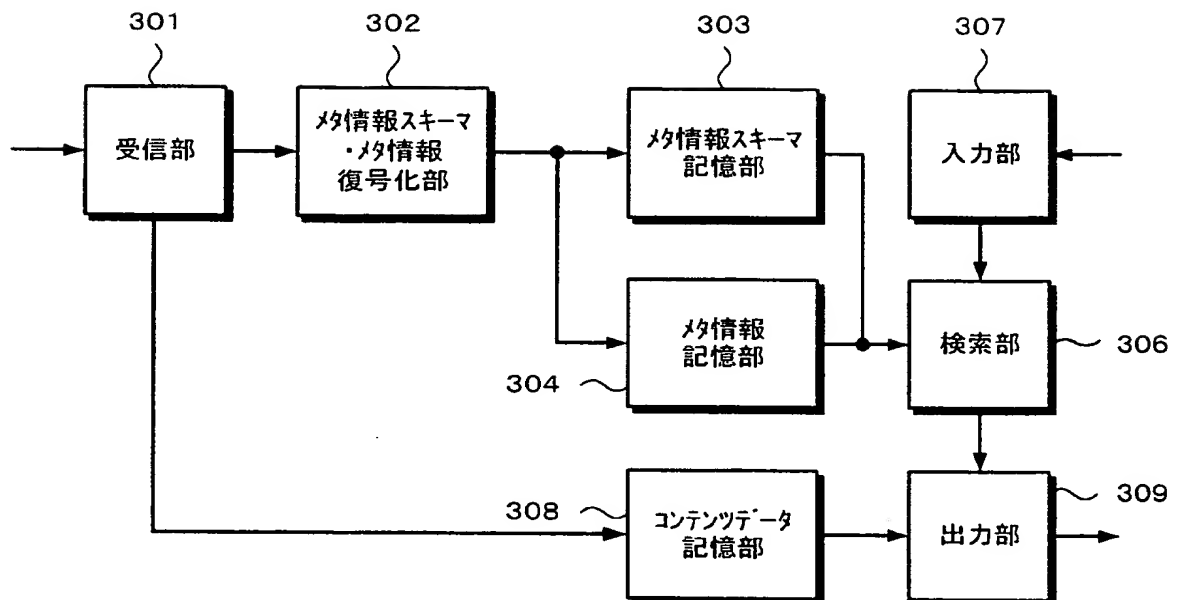 301
302
303
307
受信部
メタ情報スキーマ
・メタ情報
復号化部
メタ情報スキーマ
記憶部
入力部
メタ情報
記憶部
304
検索部
306
308
コンテンツデータ
記憶部
出力部
309